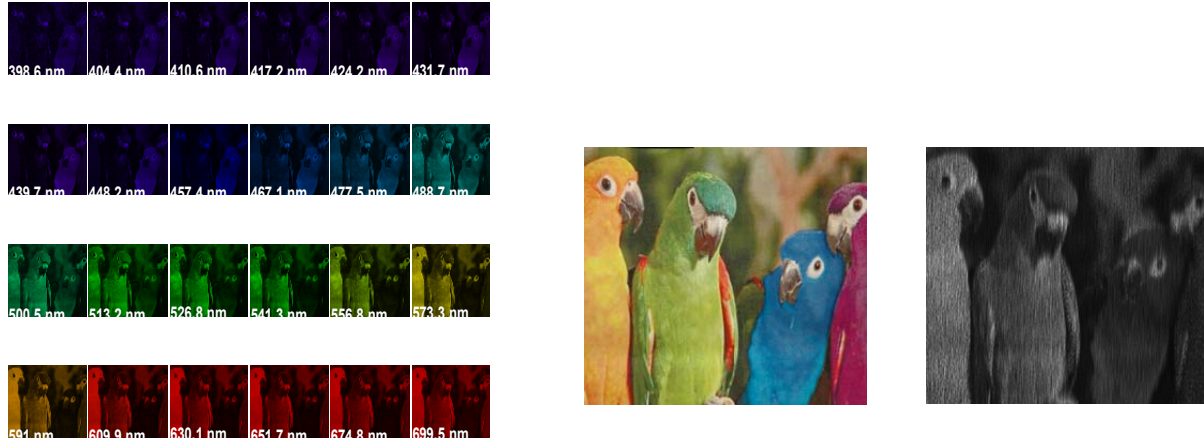 398.6 nm 404.4 nm 410.6 nm 417.2 nm 424.2 nm 431.7 nm
439.7 nm 448.2 nm 457.4 nm 467.1 nm 477.5 nm 488.7 nm
500.5 nm 513.2 nm 526.8 nm 541.3 nm 556.8 nm 573.3 nm
591 nm 609.9 nm 630.1 nm 651.7 nm 674.8 nm 699.5 nm